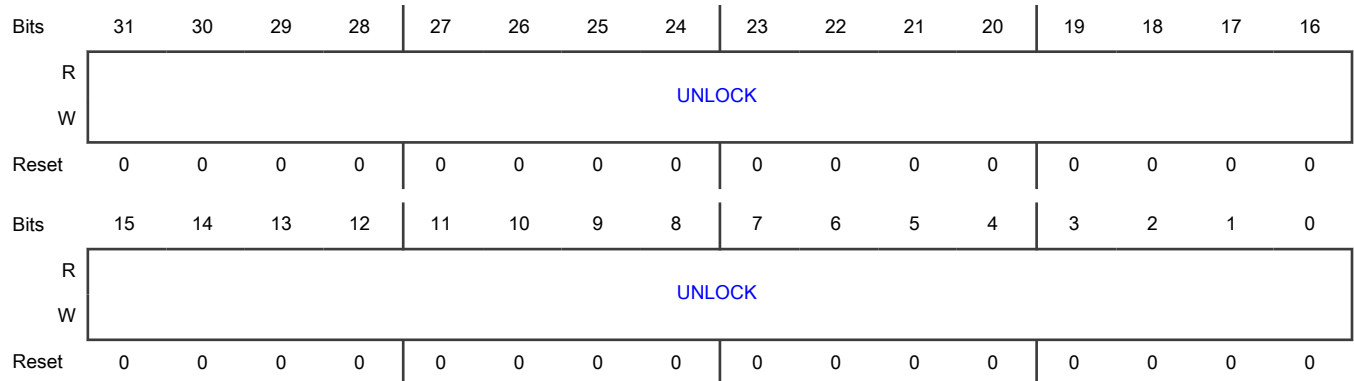 Bits 31 30 29 28 27 26 25 24 23 22 21 20 19 18 17 16
R
UNLOCK
W
Reset 0 0 0 0 0 0 0 0 0 0 0 0 0 0 0 0
Bits 15 14 13 12 11 10 9 8 7 6 5 4 3 2 1 0
R
UNLOCK
W
Reset 0 0 0 0 0 0 0 0 0 0 0 0 0 0 0 0